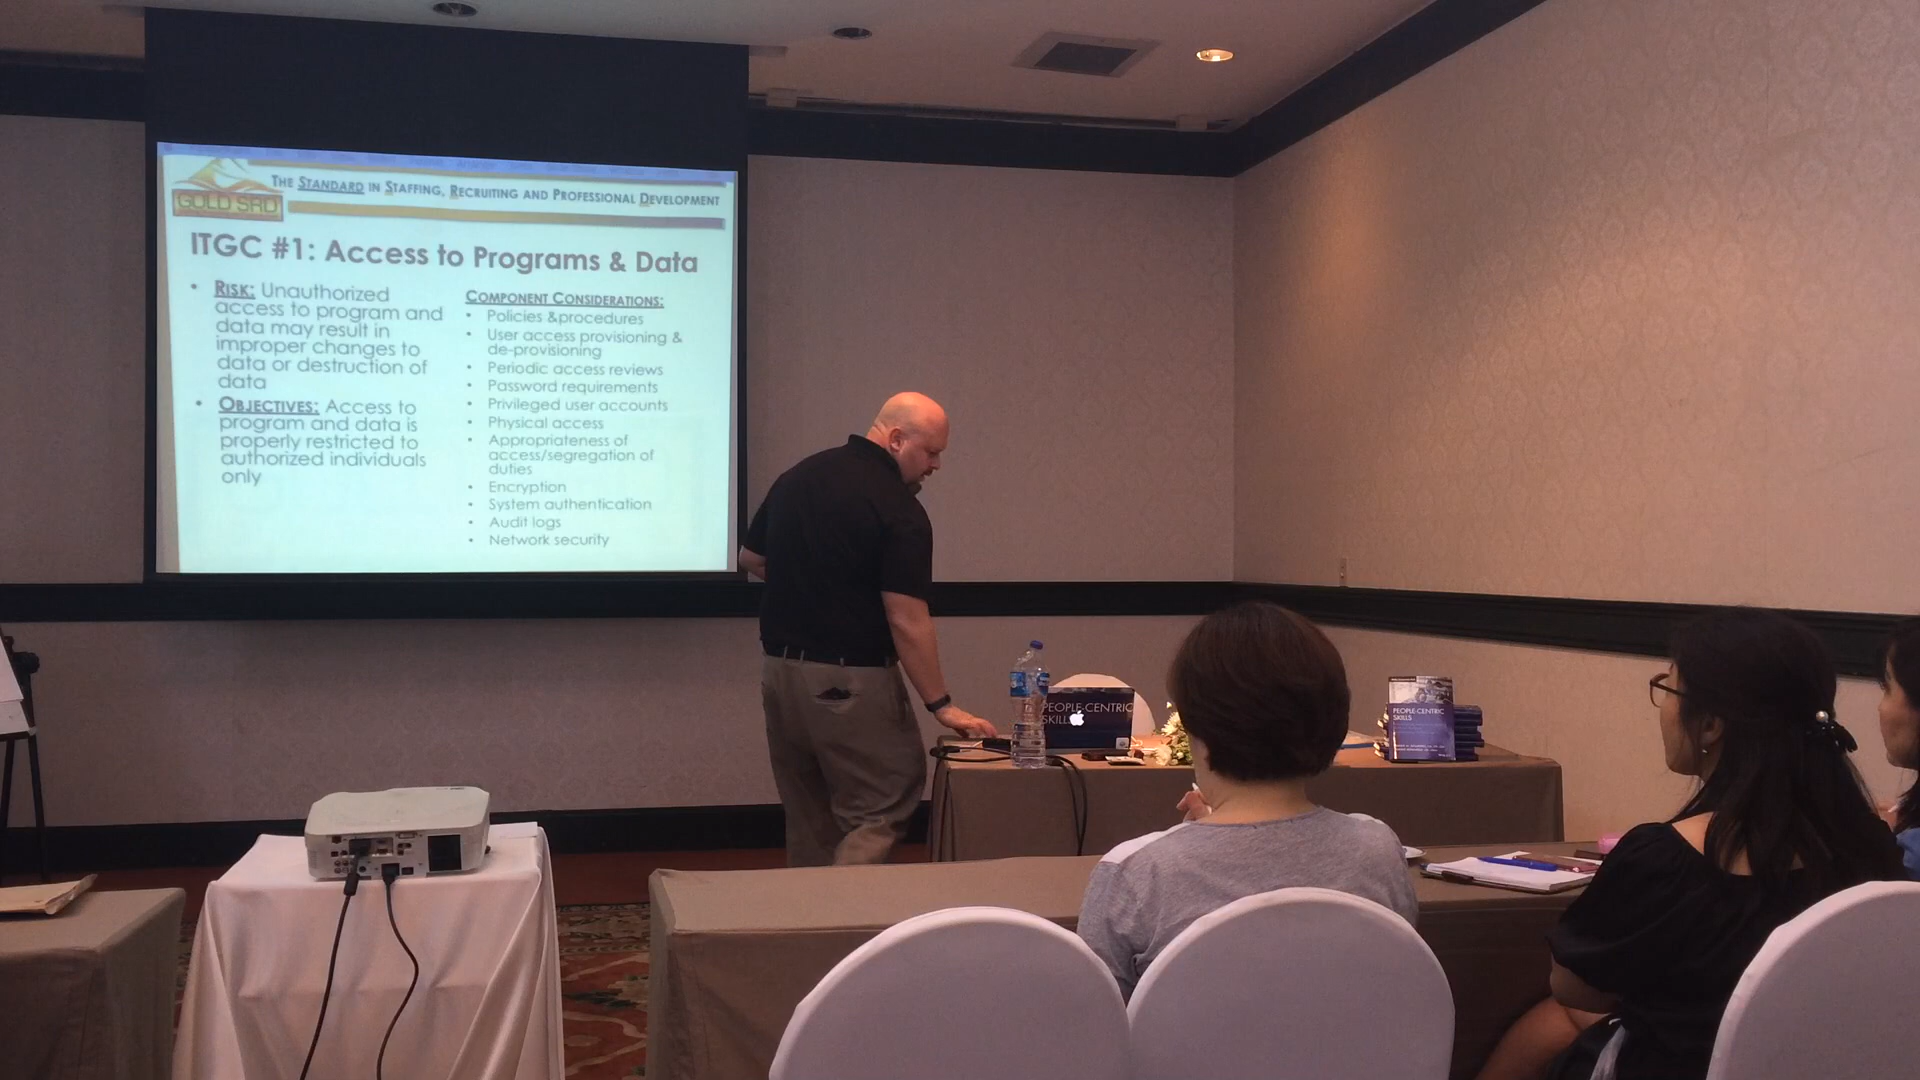 THE STANDARD IN STAFFING, RECRUITING AND PROFESSIONAL DEVELOPMENT
GOLD SRD
ITGC #1: Access to Programs & Data
• RISK: Unauthorized
access to program and
data may result in
improper changes to
data or destruction of
data
• OBJECTIVES: Access to
program and data is
properly restricted to
authorized individuals
only
COMPONENT CONSIDERATIONS:
• Policies &procedures
• User access provisioning &
de-provisioning
• Periodic access reviews
• Password requirements
• Privileged user accounts
• Physical access
• Appropriateness of
access/segregation of
duties
• Encryption
• System authentication
• Audit logs
• Network security
PEOPLE-CENTRIC
SKILLS
PEOPLE-CENTRIC
SKILLS